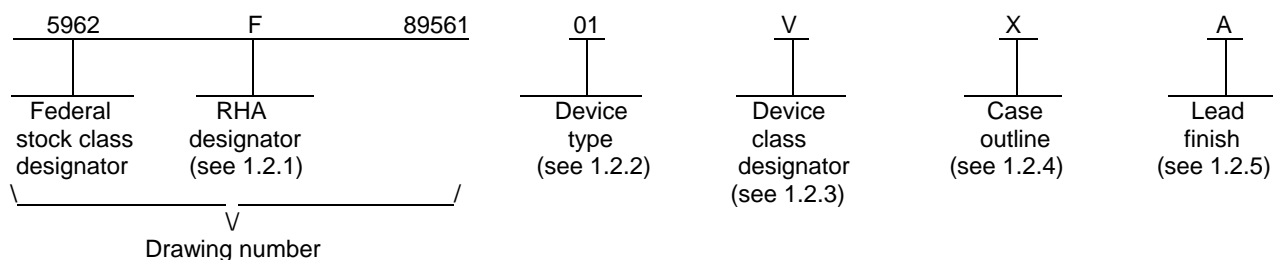 5962 F 89561 01 V X A
Federal RHA Device Device Case Lead
stock class designator type class outline finish
designator (see 1.2.1) (see 1.2.2) designator (see 1.2.4) (see 1.2.5)
(see 1.2.3)
\ /
\/
Drawing number